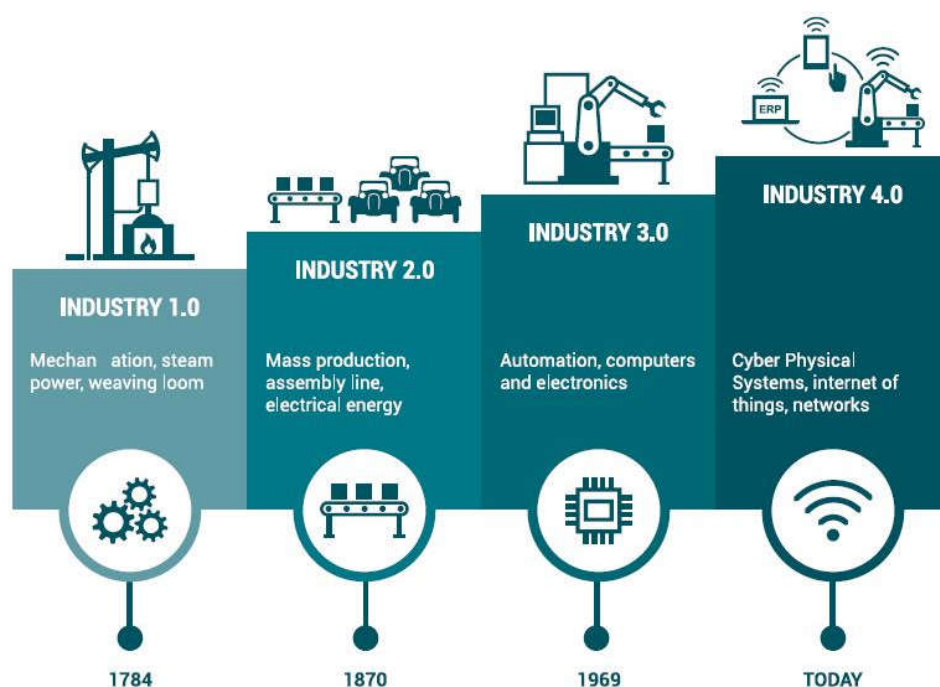 ERP
INDUSTRY 1.0
Mechan ation, steam
power, weaving loom
1784
INDUSTRY 2.0
Mass production,
assembly line,
electrical energy
1870
INDUSTRY 3.0
Automation, computers
and electronics
1969
INDUSTRY 4.0
Cyber Physical
Systems, internet of
things, networks
TODAY